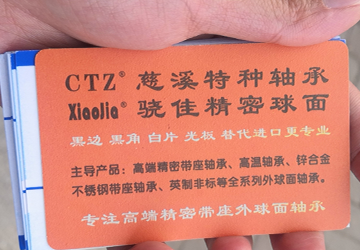 CTZ® 慈溪特种轴承
Xiaolia® 骁佳精密球面
黑边 黑角 白片 光板 替代进口更专业
主导产品：高端精密带座轴承、高温轴承、锌合金
不锈钢带座轴承、英制非标等全系列外球面轴承。
专注高端精密带座外球面轴承